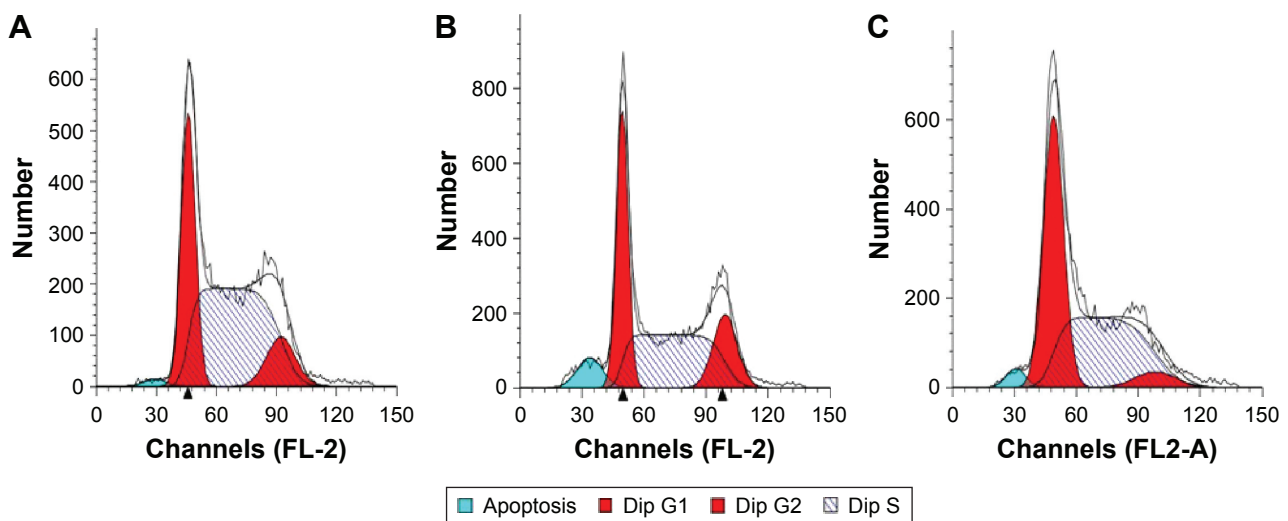 A
Number
600
500
400
300
200
100
0
0 30 60 90 120 150
Channels (FL-2)
B
Number
800
600
400
200
0
0 30 60 90 120 150
Channels (FL-2)
C
Number
600
400
200
0
0 30 60 90 120 150
Channels (FL2-A)
Apoptosis Dip G1 Dip G2 Dip S